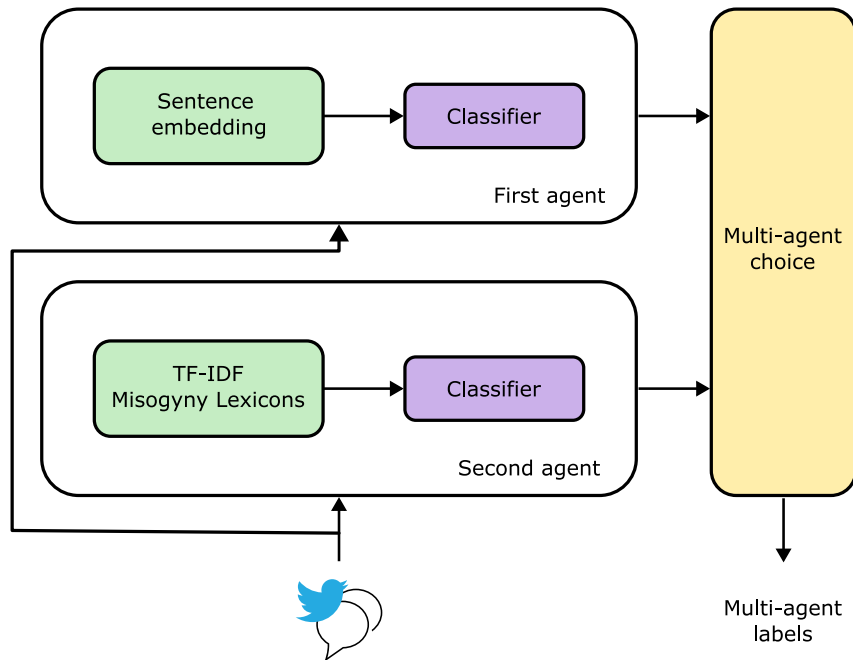 Sentence
embedding
Classifier
First agent
TF-IDF
Misogyny Lexicons
Classifier
Second agent
Multi-agent
choice
Multi-agent
labels